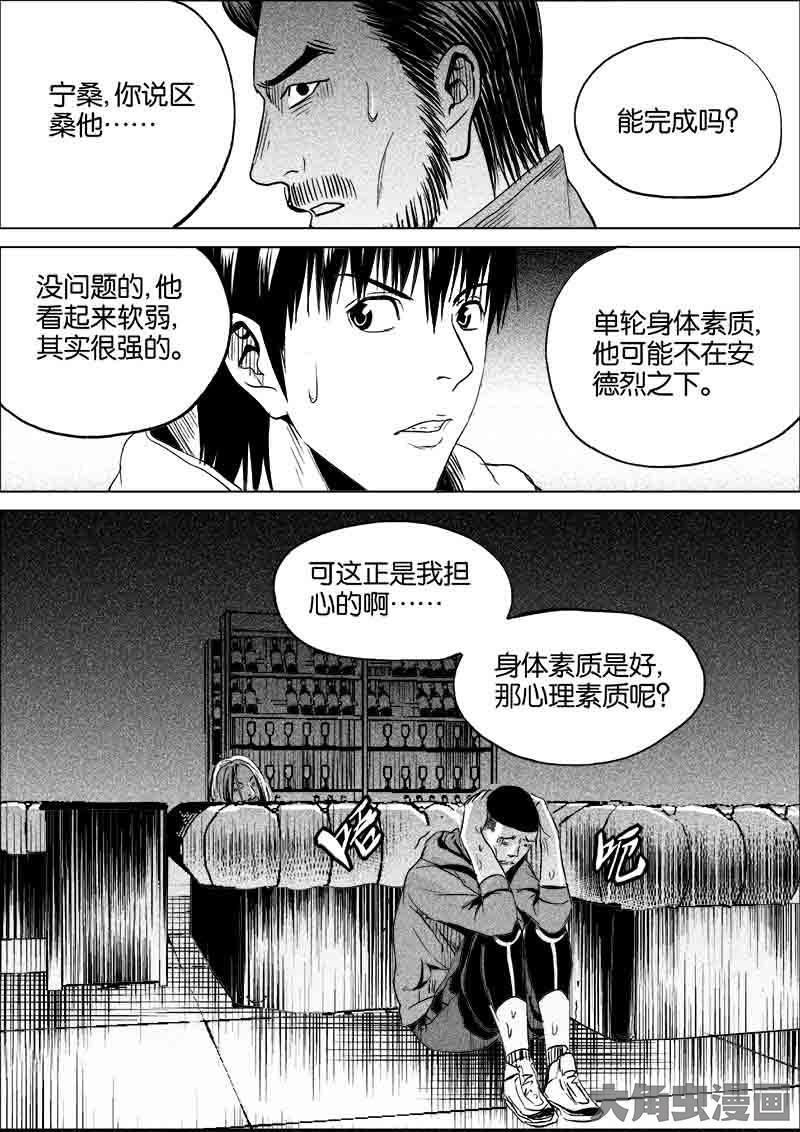 宁桑,你说区
桑他……
能完成吗?
没问题的,他
看起来软弱,
其实很强的。
单轮身体素质,
他可能不在安
德烈之下。
可这正是我担
心的啊……
身体素质是好,
那心理素质呢?
唔
呃
大角虫漫画